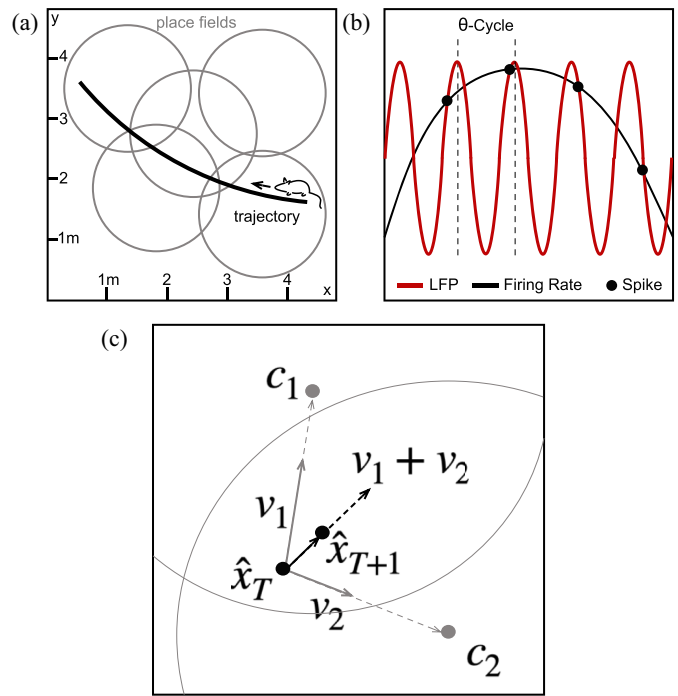 (a)
y
place fields
4
3
2
1m
trajectory
1m
2
3
4
x
(b)
θ-Cycle
LFP
Firing Rate
Spike
(c)
c₁
v₁ + v₂
v₁
x̂_T
x̂_{T+1}
v₂
c₂